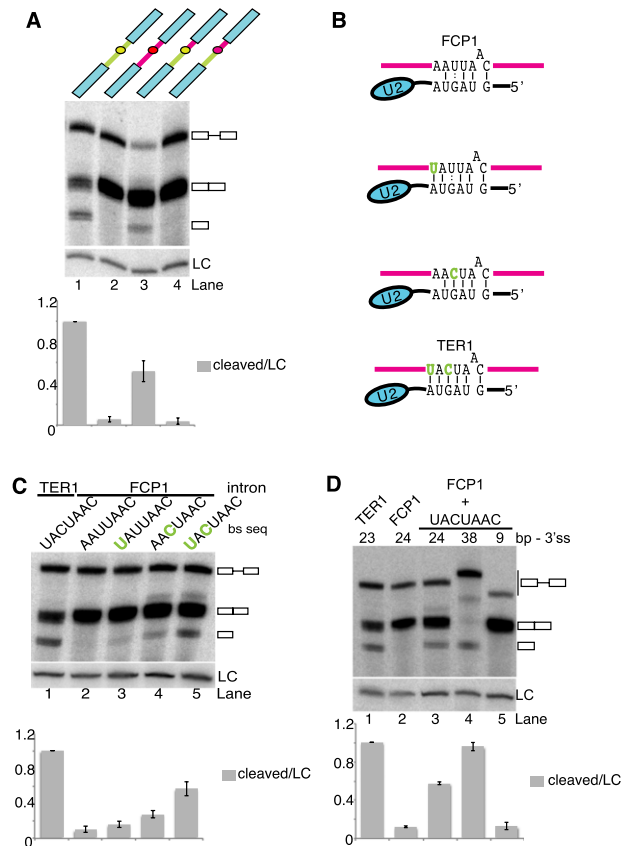 A
LC
1 2 3 4 Lane
1.2
0.8
0.4
0
cleaved/LC
B
FCP1
A
AAUUA C
U2 AUGAU G 5'
A
UAUUA C
U2 AUGAU G 5'
A
AACUA C
U2 AUGAU G 5'
TER1
A
UACUA C
U2 AUGAU G 5'
C
TER1 FCP1 intron
UACUAAC AAUUAAC UAUUAAC AACUAAC UACUAAC bs seq
LC
1 2 3 4 5 Lane
1.2
0.8
0.4
0
cleaved/LC
D
FCP1
+
TER1 FCP1 UACUAAC
23 24 24 38 9 bp - 3'ss
LC
1 2 3 4 5 Lane
1.2
0.8
0.4
0
cleaved/LC